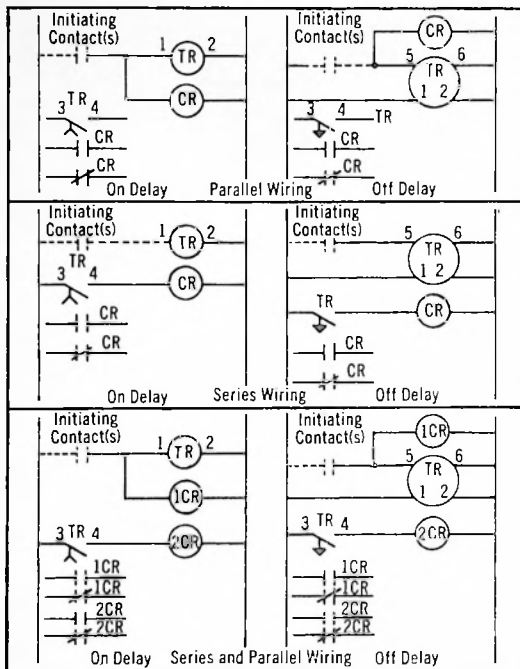 Initiating
Contact(s)
1 TR 2
CR
TR
3 4
CR
CR
On Delay
Initiating
Contact(s)
CR
5 6
TR
1 2
3 4 TR
CR
CR
Parallel Wiring
Off Delay
Initiating
Contact(s)
1 TR 2
TR
3 4
CR
CR
CR
On Delay
Initiating
Contact(s)
5 6
TR
1 2
TR
CR
CR
CR
Series Wiring
Off Delay
Initiating
Contact(s)
1 TR 2
1CR
3 TR 4
2CR
1CR
1CR
2CR
2CR
On Delay
Initiating
Contact(s)
1CR
5 6
TR
1 2
3 TR 4
2CR
1CR
1CR
2CR
2CR
Series and Parallel Wiring
Off Delay